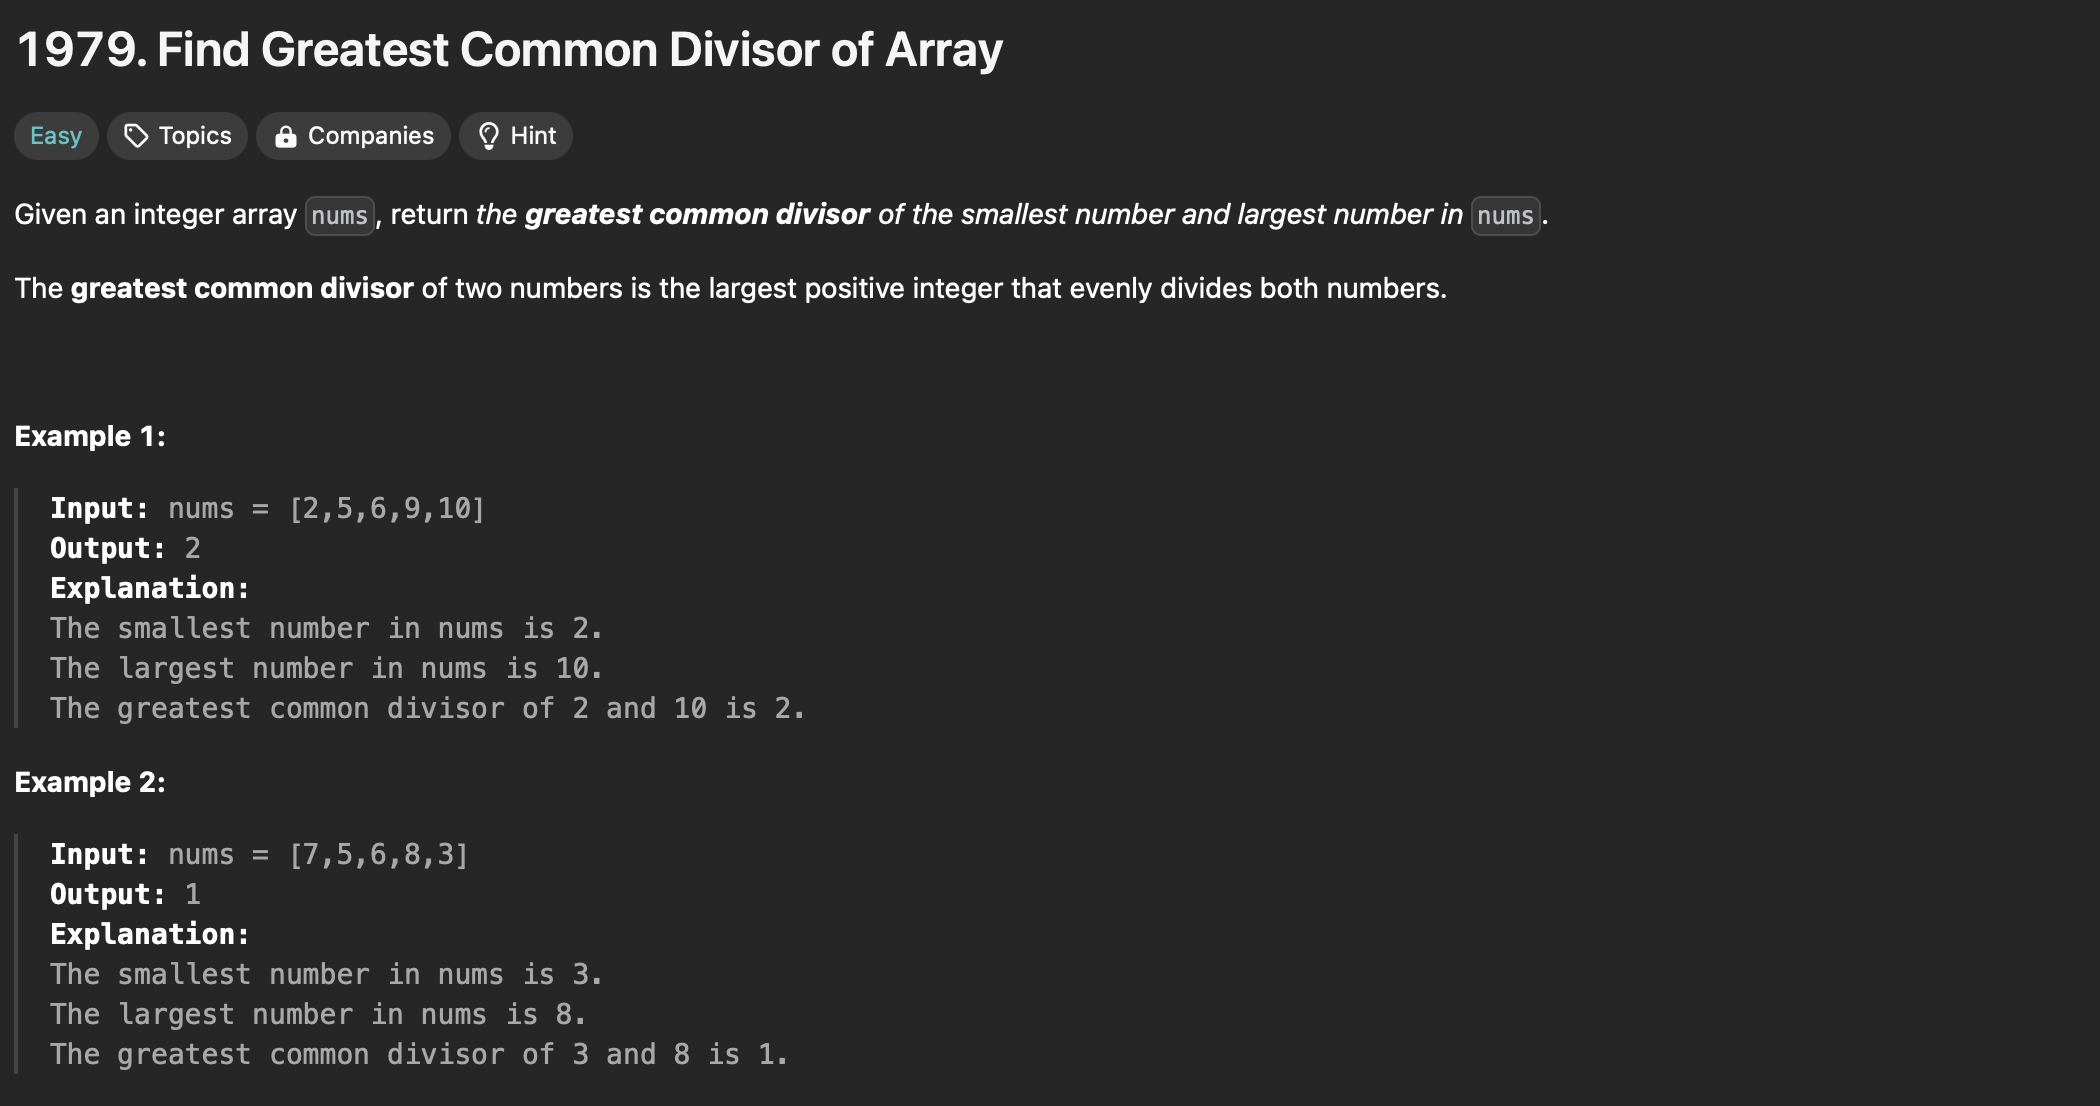 1979. Find Greatest Common Divisor of Array
Easy Topics Companies Hint
Given an integer array nums, return the greatest common divisor of the smallest number and largest number in nums.
The greatest common divisor of two numbers is the largest positive integer that evenly divides both numbers.
Example 1:
Input: nums = [2,5,6,9,10]
Output: 2
Explanation:
The smallest number in nums is 2.
The largest number in nums is 10.
The greatest common divisor of 2 and 10 is 2.
Example 2:
Input: nums = [7,5,6,8,3]
Output: 1
Explanation:
The smallest number in nums is 3.
The largest number in nums is 8.
The greatest common divisor of 3 and 8 is 1.